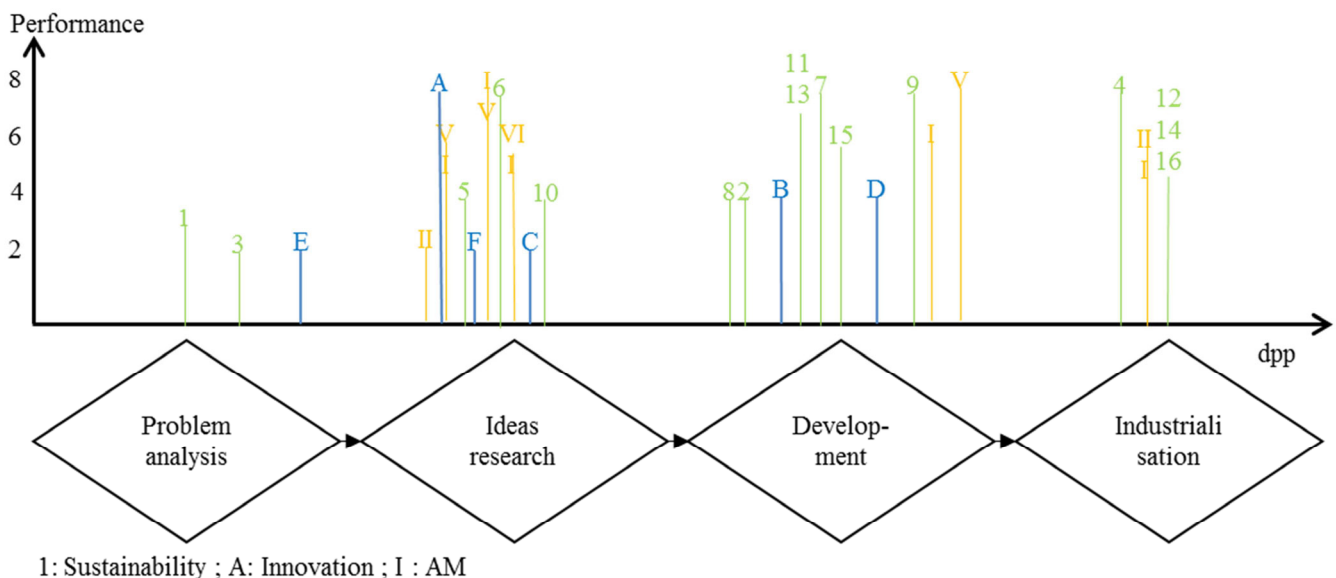 Performance
8
6
4
2
1
3
E
II
A
V
I
5
F
I
V
6
VI
I
C
10
8
2
B
11
13
7
15
D
9
I
V
4
II
I
12
14
16
dpp
Problem
analysis
Ideas
research
Develop-
ment
Industriali
sation
1: Sustainability ; A: Innovation ; I : AM